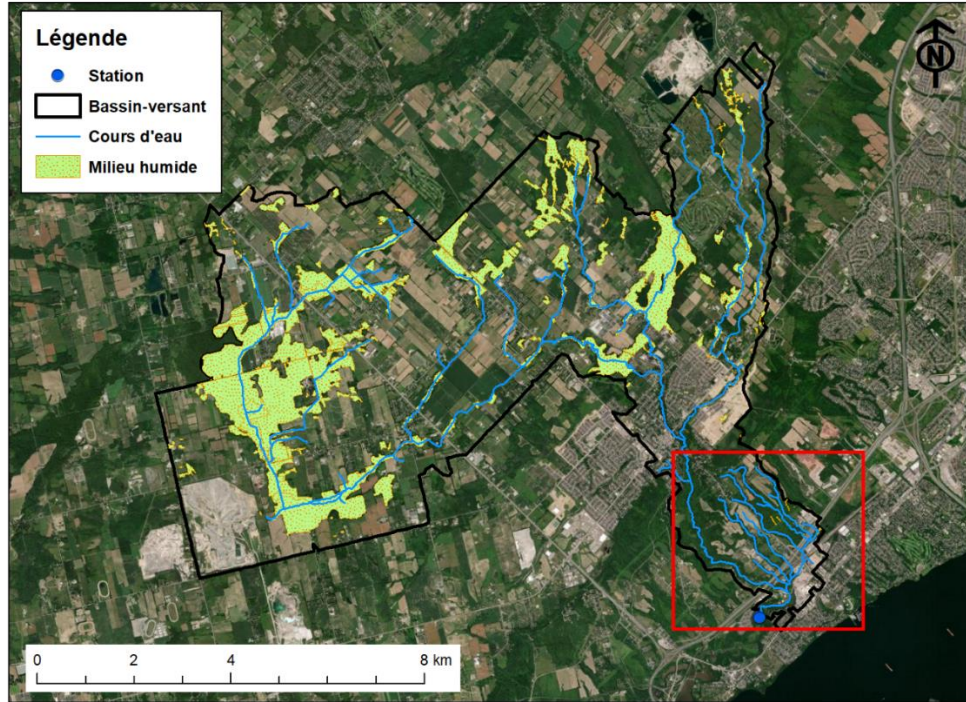 Légende
Station
Bassin-versant
Cours d'eau
Milieu humide
N
0 2 4 8 km